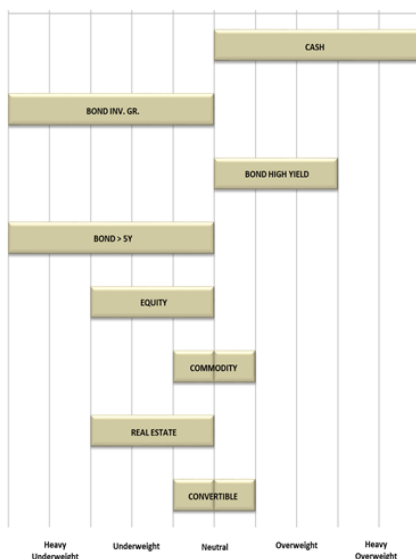 CASH
BOND INV. GR.
BOND HIGH YIELD
BOND > 5Y
EQUITY
COMMODITY
REAL ESTATE
CONVERTIBLE
Heavy Underweight
Underweight
Neutral
Overweight
Heavy Overweight